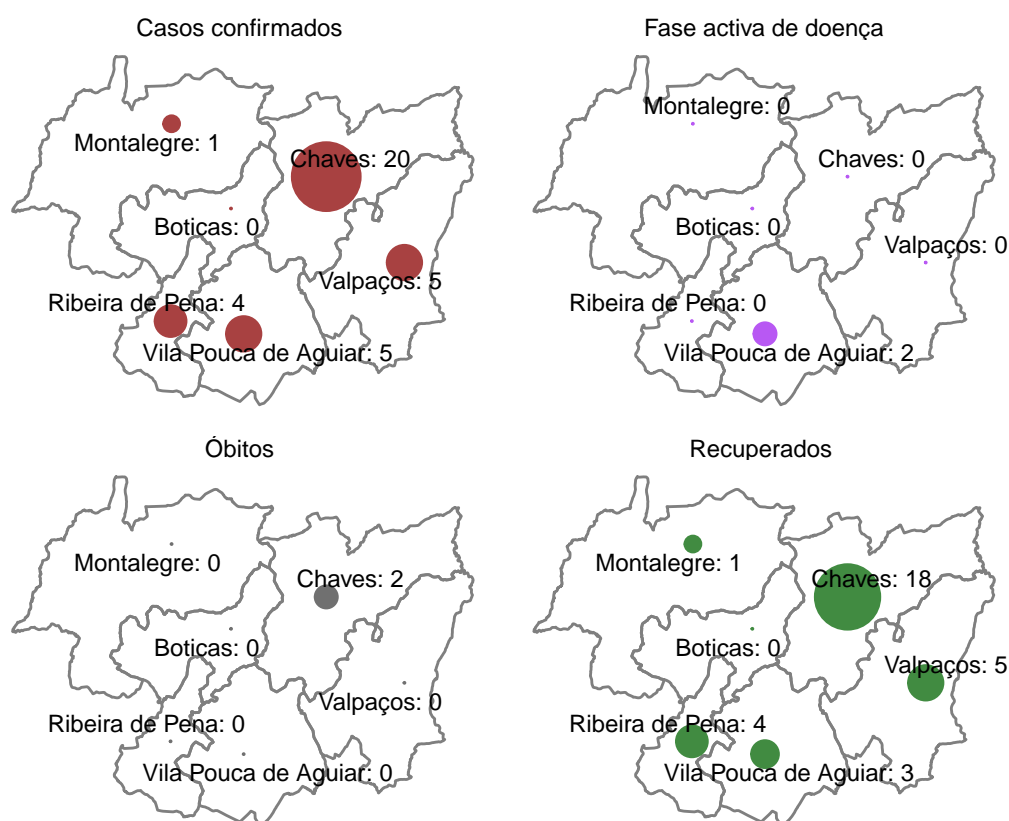 Casos confirmados
Montalegre: 1
Chaves: 20
Boticas: 0
Valpaços: 5
Ribeira de Pena: 4
Vila Pouca de Aguiar: 5
Fase activa de doença
Montalegre: 0
Chaves: 0
Boticas: 0
Valpaços: 0
Ribeira de Pena: 0
Vila Pouca de Aguiar: 2
Óbitos
Montalegre: 0
Chaves: 2
Boticas: 0
Valpaços: 0
Ribeira de Pena: 0
Vila Pouca de Aguiar: 0
Recuperados
Montalegre: 1
Chaves: 18
Boticas: 0
Valpaços: 5
Ribeira de Pena: 4
Vila Pouca de Aguiar: 3